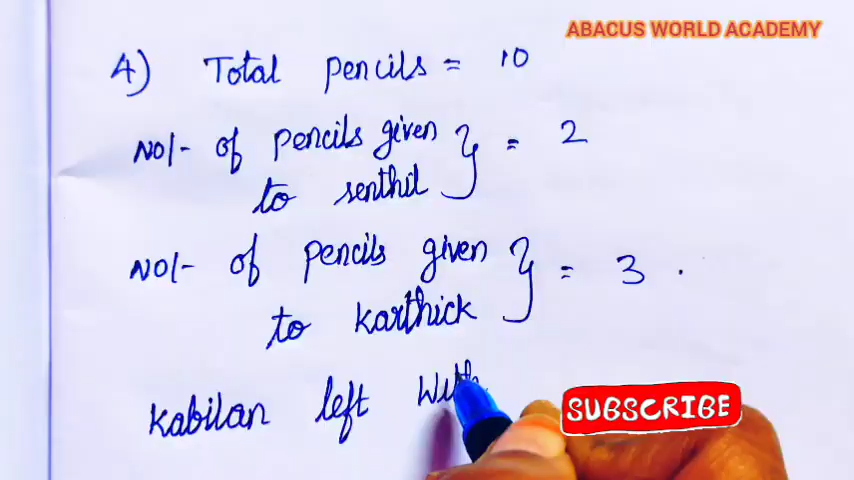 ABACUS WORLD ACADEMY
4) Total pencils = 10
No/- of pencils given } = 2
to senthil
No/- of pencils given } = 3 .
to karthick
Kabilan left with
SUBSCRIBE